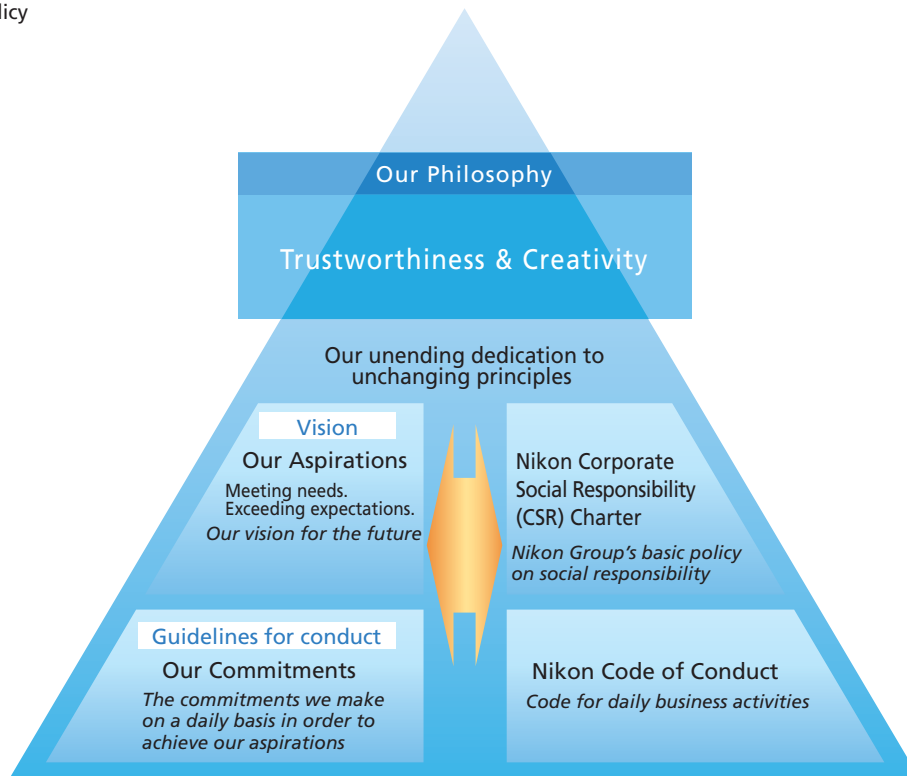 licy
Our Philosophy
Trustworthiness & Creativity
Our unending dedication to
unchanging principles
Vision
Our Aspirations
Meeting needs.
Exceeding expectations.
Our vision for the future
Nikon Corporate
Social Responsibility
(CSR) Charter
Nikon Group's basic policy
on social responsibility
Guidelines for conduct
Our Commitments
The commitments we make
on a daily basis in order to
achieve our aspirations
Nikon Code of Conduct
Code for daily business activities